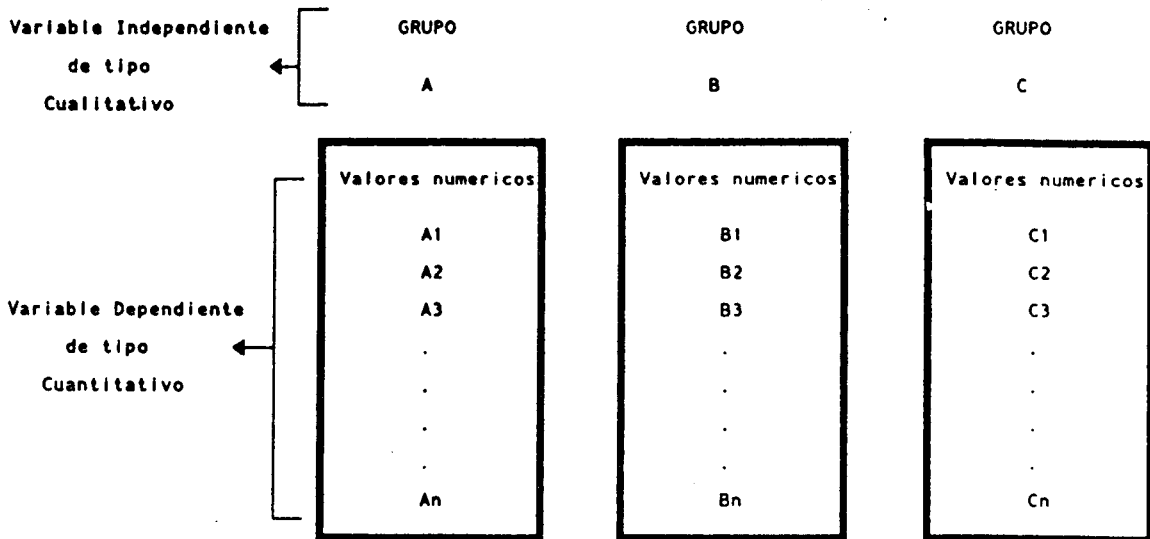 Variable Independiente
de tipo
Cualitativo
GRUPO GRUPO GRUPO
A B C
Valores numericos Valores numericos Valores numericos
A1 B1 C1
A2 B2 C2
A3 B3 C3
. . .
. . .
. . .
. . .
An Bn Cn
Variable Dependiente
de tipo
Cuantitativo